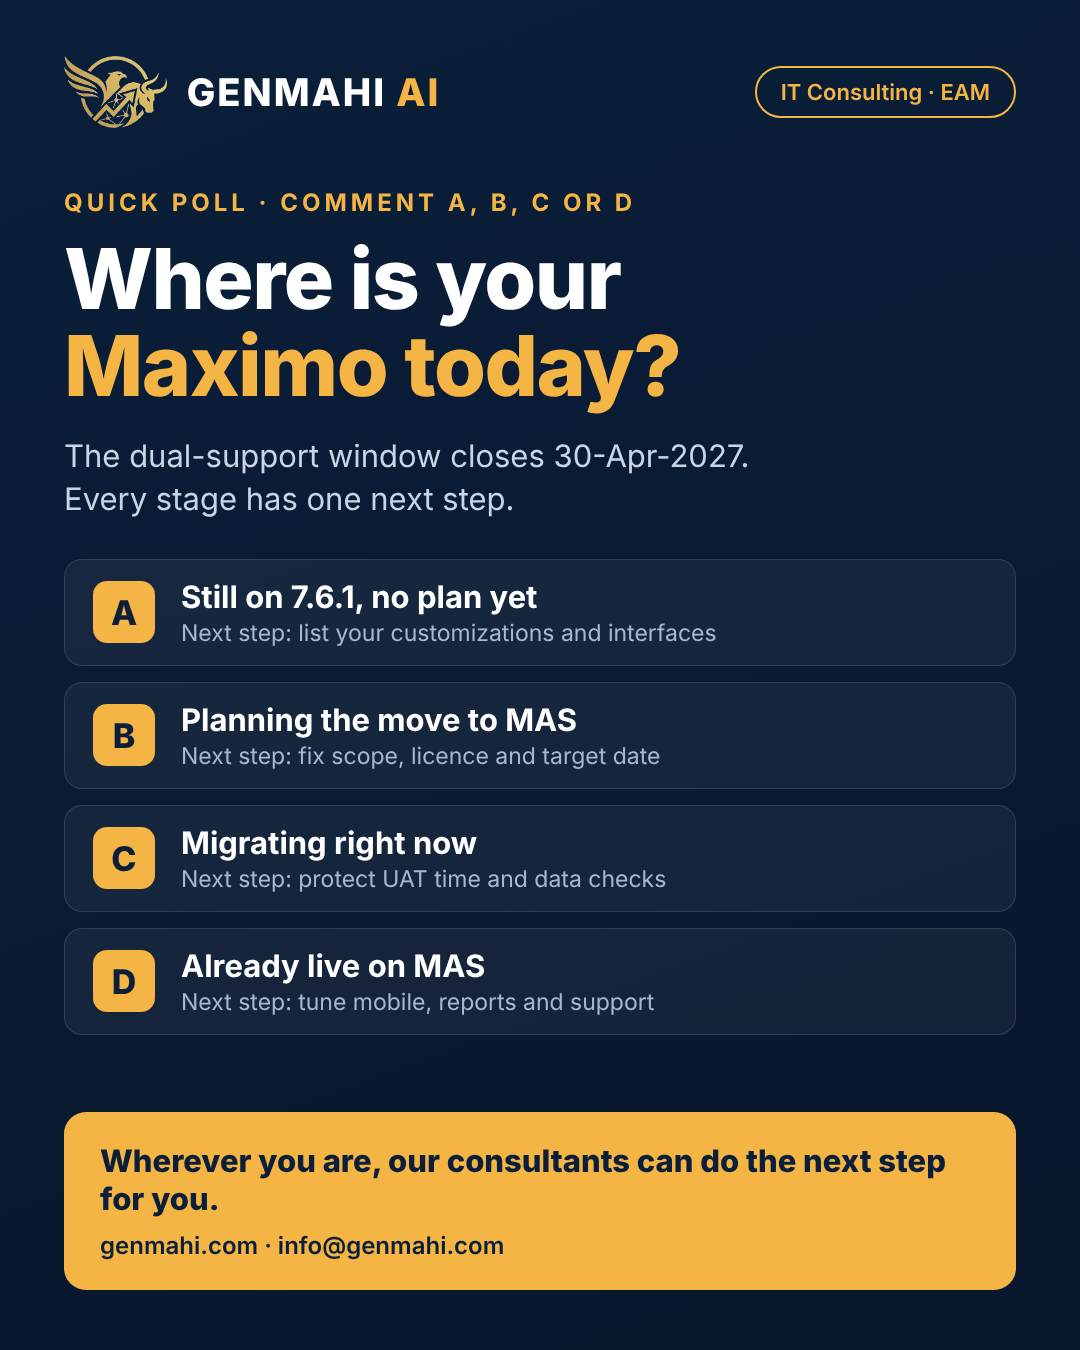 GENMAHI AI
IT Consulting · EAM
QUICK POLL · COMMENT A, B, C OR D
Where is your
Maximo today?
The dual-support window closes 30-Apr-2027.
Every stage has one next step.
A
Still on 7.6.1, no plan yet
Next step: list your customizations and interfaces
B
Planning the move to MAS
Next step: fix scope, licence and target date
C
Migrating right now
Next step: protect UAT time and data checks
D
Already live on MAS
Next step: tune mobile, reports and support
Wherever you are, our consultants can do the next step
for you.
genmahi.com · info@genmahi.com